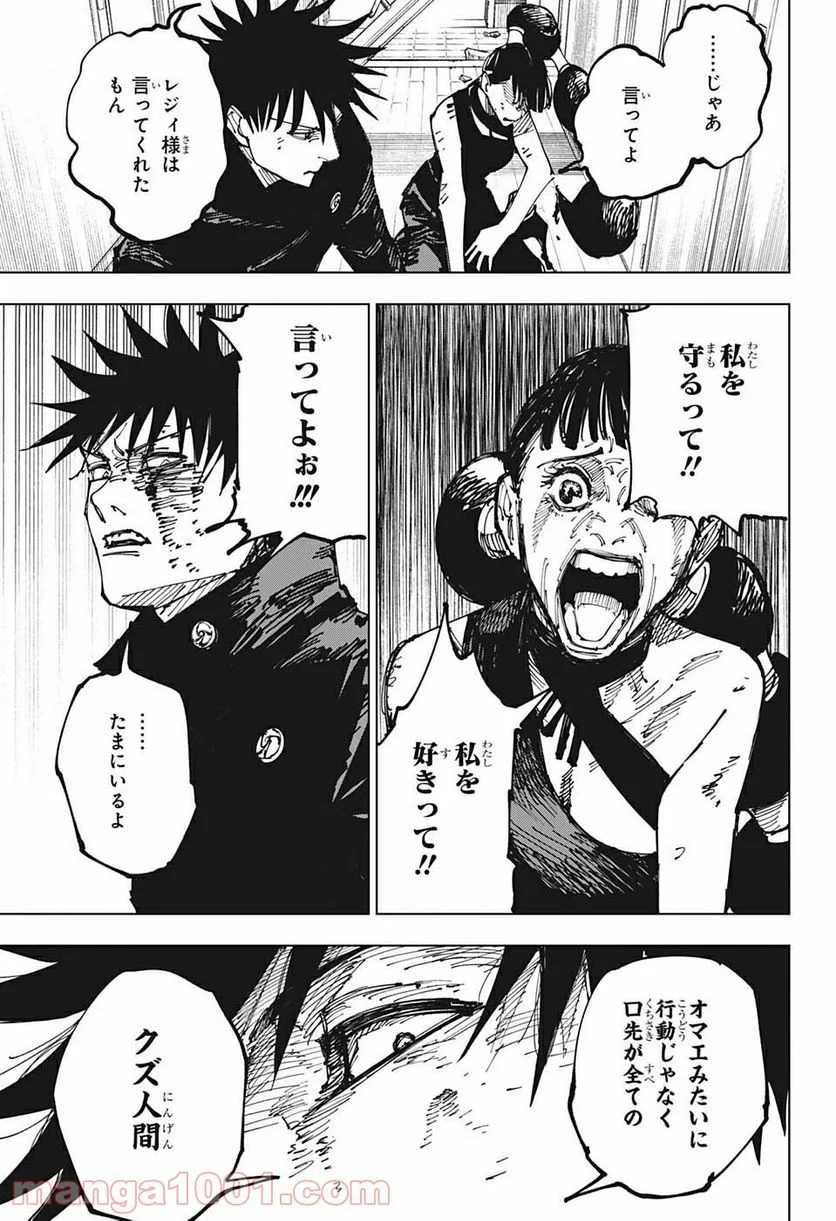 ……じゃあ
言ってよ
レジィ様は
言ってくれた
もん
私を
守るって!!
私を
好きって!!
言ってよぉ!!!
……
たまにいるよ
オマエみたいに
行動じゃなく
口先が全ての
クズ人間
manga1001.com